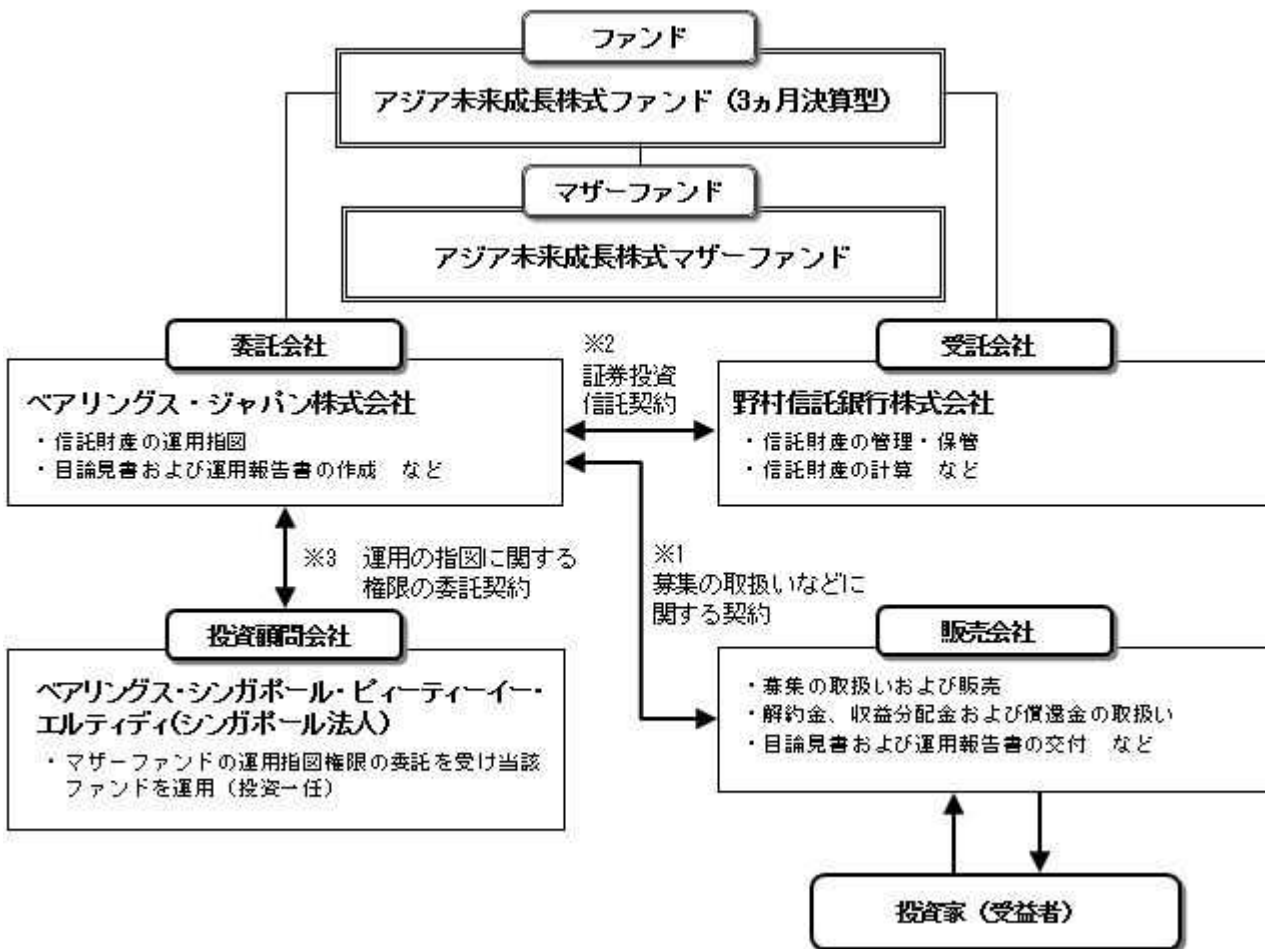 ファンド
アジア未来成長株式ファンド（3ヵ月決算型）
マザーファンド
アジア未来成長株式マザーファンド
委託会社
ベアリングス・ジャパン株式会社
・信託財産の運用指図
・目論見書および運用報告書の作成　など
※2
証券投資
信託契約
受託会社
野村信託銀行株式会社
・信託財産の管理・保管
・信託財産の計算　など
※3　運用の指図に関する
権限の委託契約
※1
募集の取扱いなどに
関する契約
投資顧問会社
ベアリングス・シンガポール・ピィーティーイー・
エルティディ(シンガポール法人)
・マザーファンドの運用指図権限の委託を受け当該
ファンドを運用（投資一任）
販売会社
・募集の取扱いおよび販売
・解約金、収益分配金および償還金の取扱い
・目論見書および運用報告書の交付　など
投資家（受益者）